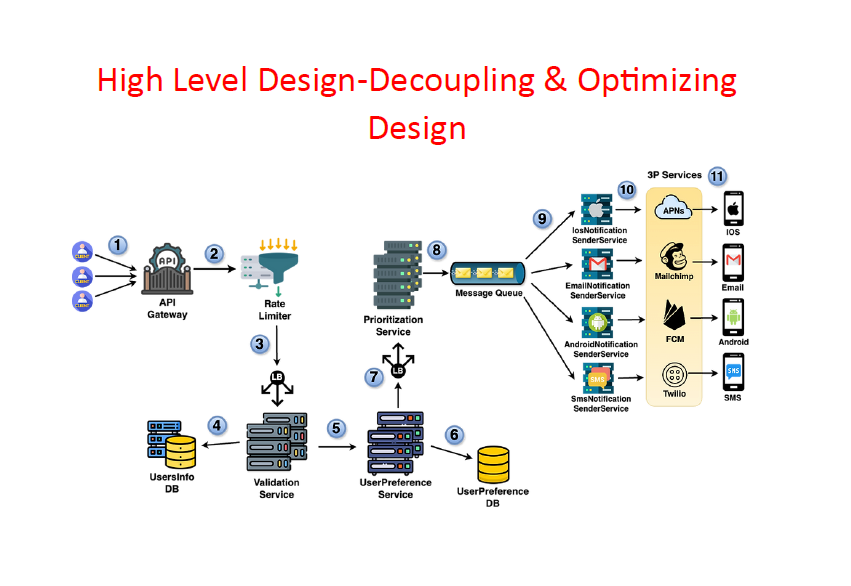 High Level Design-Decoupling & Optimizing
Design
3P Services
11
10
9
8
1
2
API
CLIENT
CLIENT
CLIENT
API
Gateway
Rate
Limiter
Prioritization
Service
Message Queue
IosNotification
SenderService
EmailNotification
SenderService
AndroidNotification
SenderService
SMS
SmsNotification
SenderService
APNs
Mailchimp
FCM
Twilio
IOS
Email
Android
SMS
SMS
3
LB
7
LB
4
5
6
UsersInfo
DB
Validation
Service
UserPreference
Service
UserPreference
DB